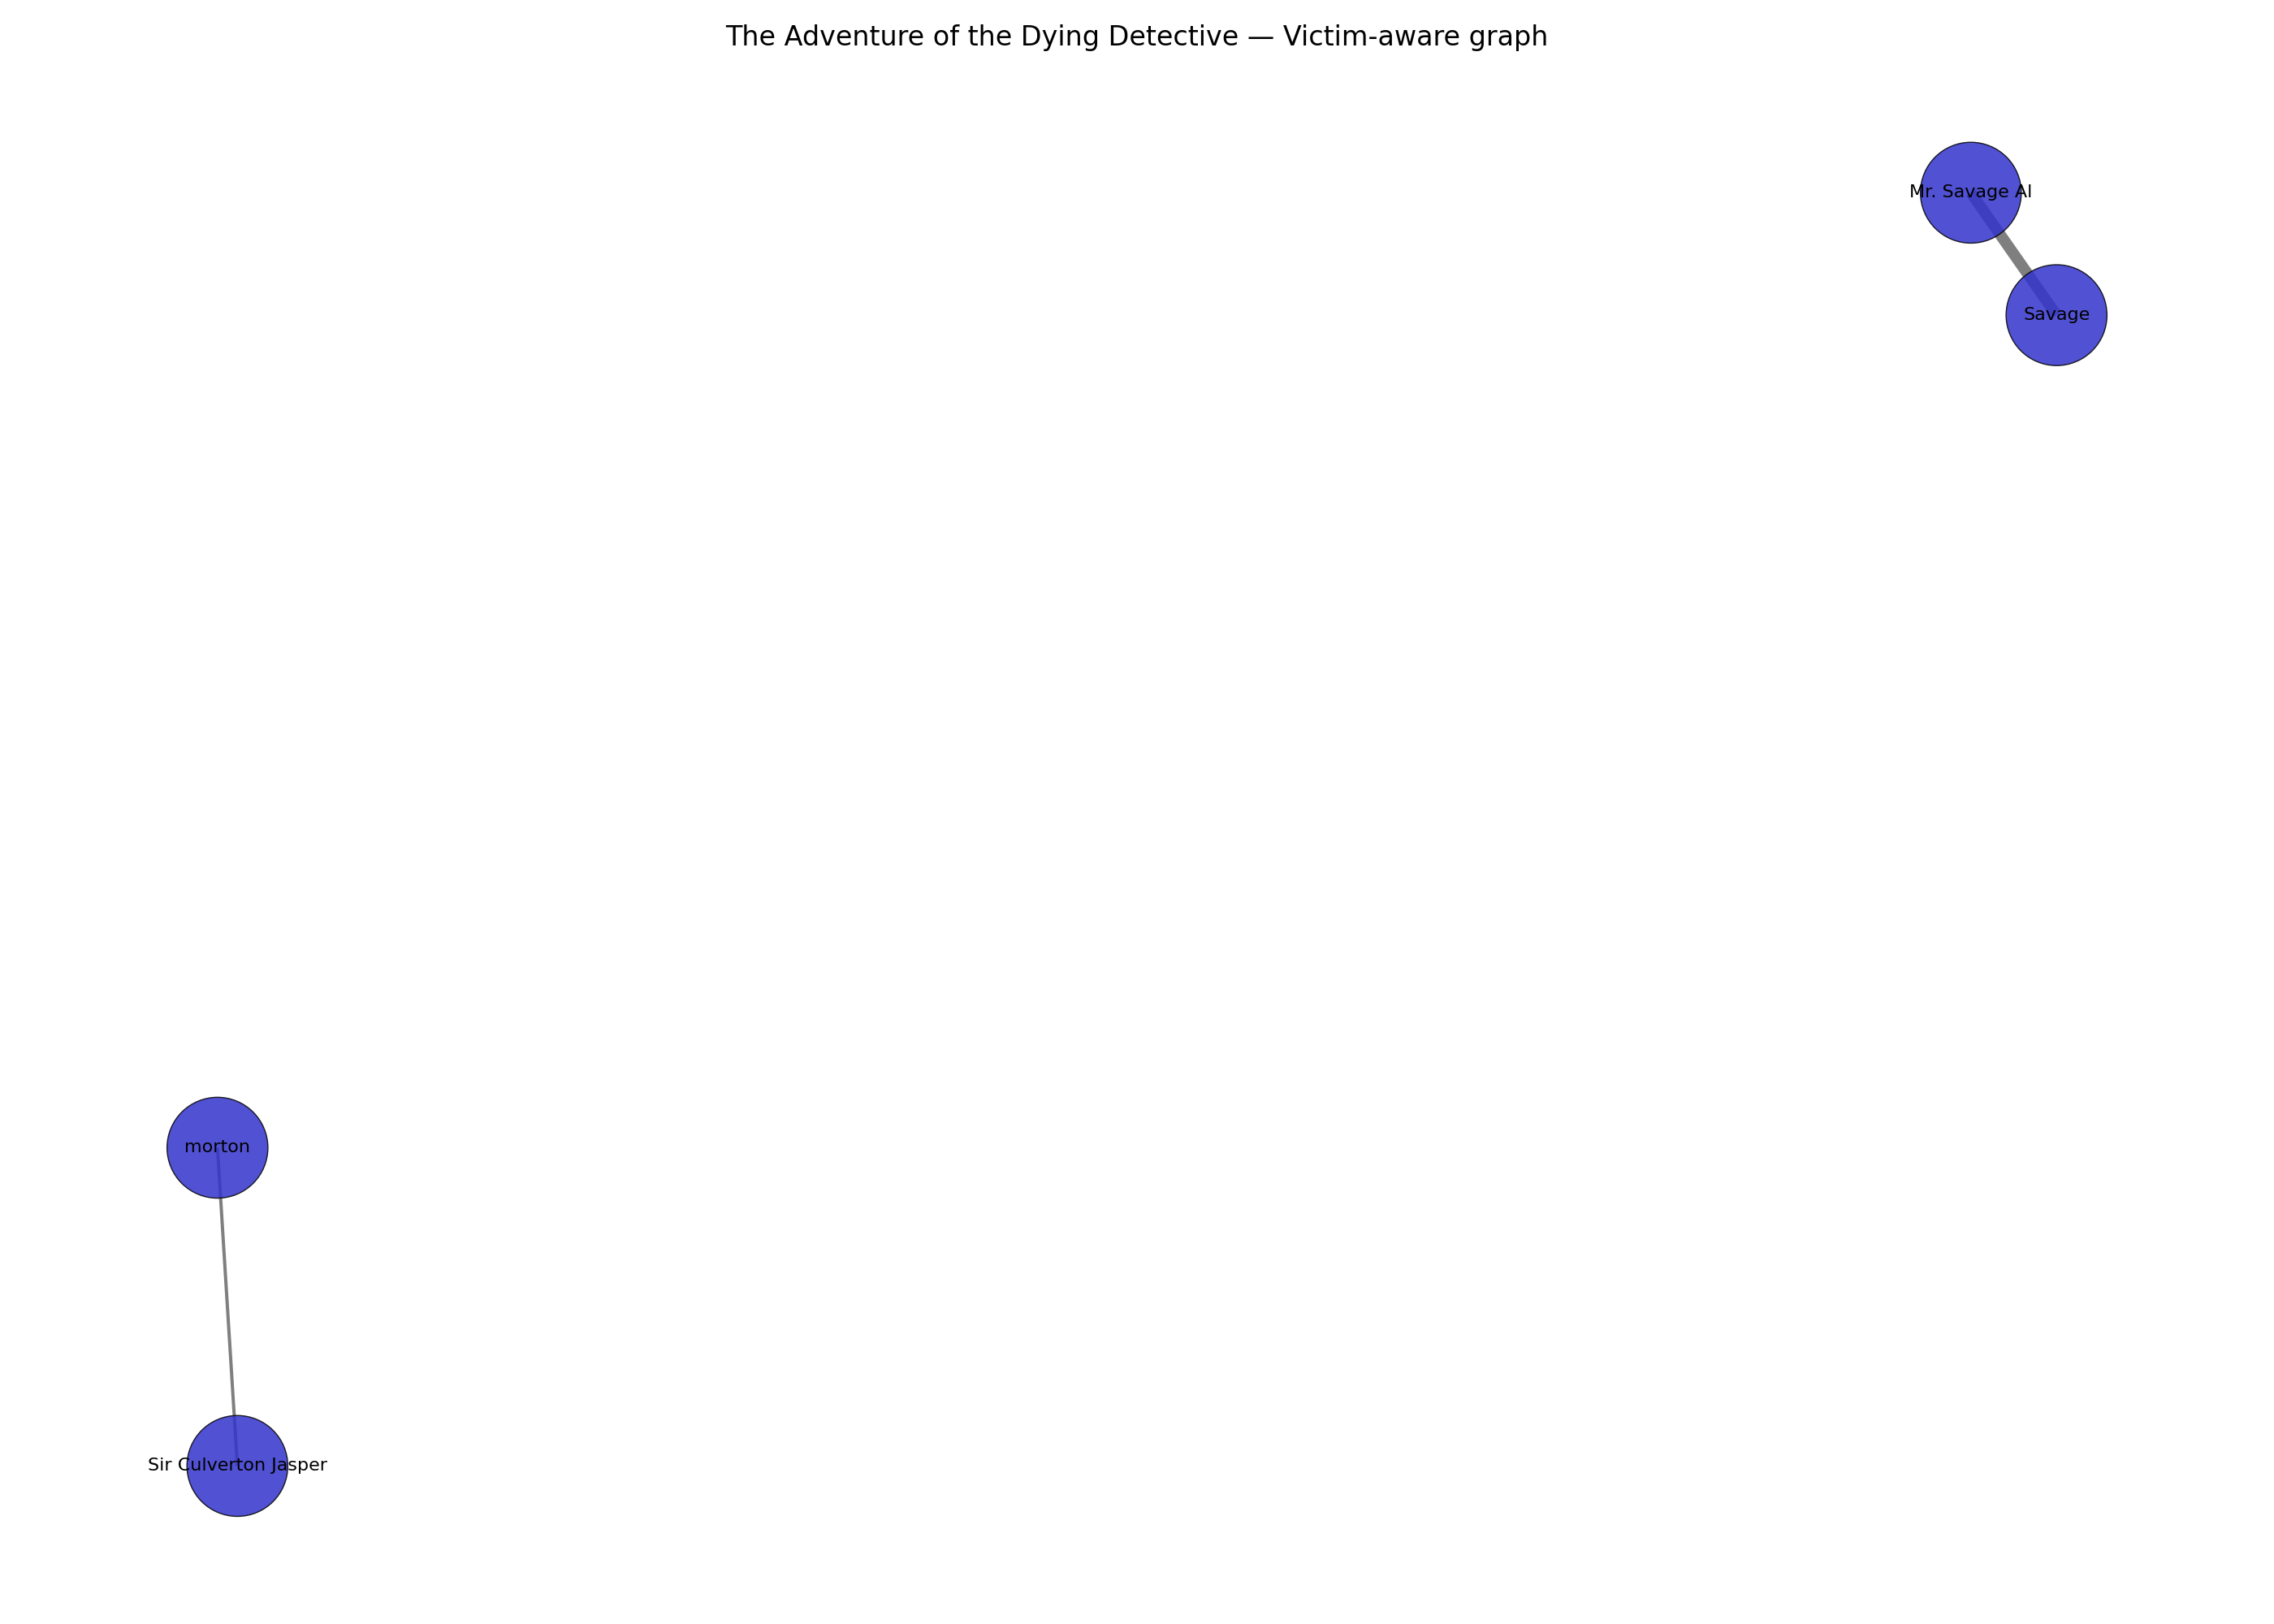 The Adventure of the Dying Detective — Victim-aware graph
Mr. Savage Al
Savage
morton
Sir Culverton Jasper